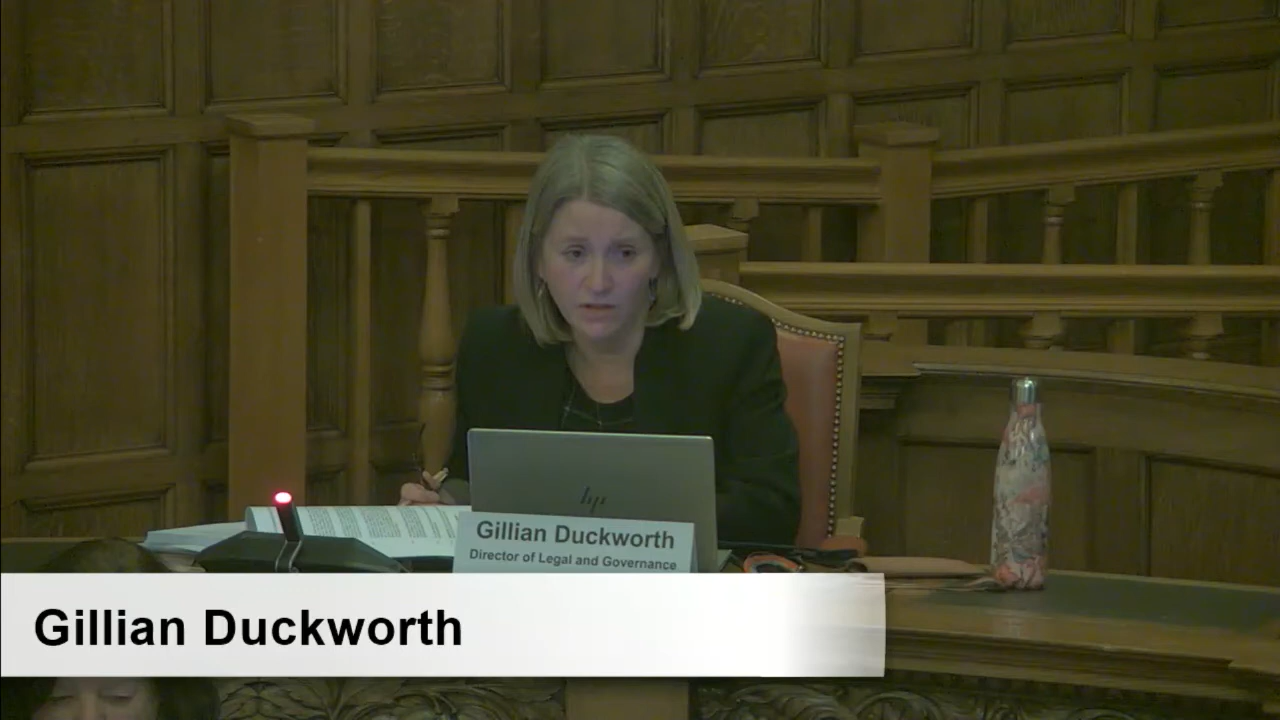 hp
Gillian Duckworth
Director of Legal and Governance
Gillian Duckworth